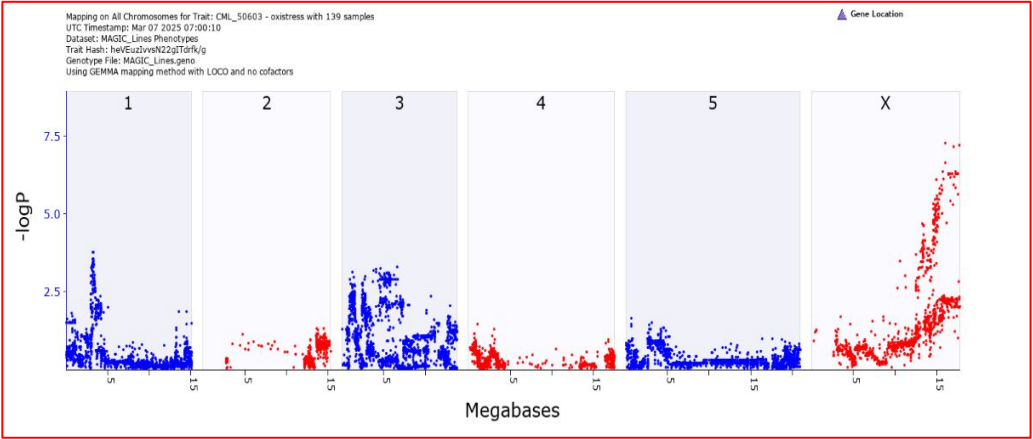 Mapping on All Chromosomes for Trait: CML_50603 - oxistress with 139 samples
UTC Timestamp: Mar 07 2025 07:00:10
Dataset: MAGIC_Lines Phenotypes
Trait Hash: heVEuzIvvsN22gITdrfk/g
Genotype File: MAGIC_Lines.geno
Using GEMMA mapping method with LOCO and no cofactors
Gene Location
1 2 3 4 5 X
7.5
5.0
2.5
-logP
5 15 5 15 5 5 15 5 5 15
Megabases